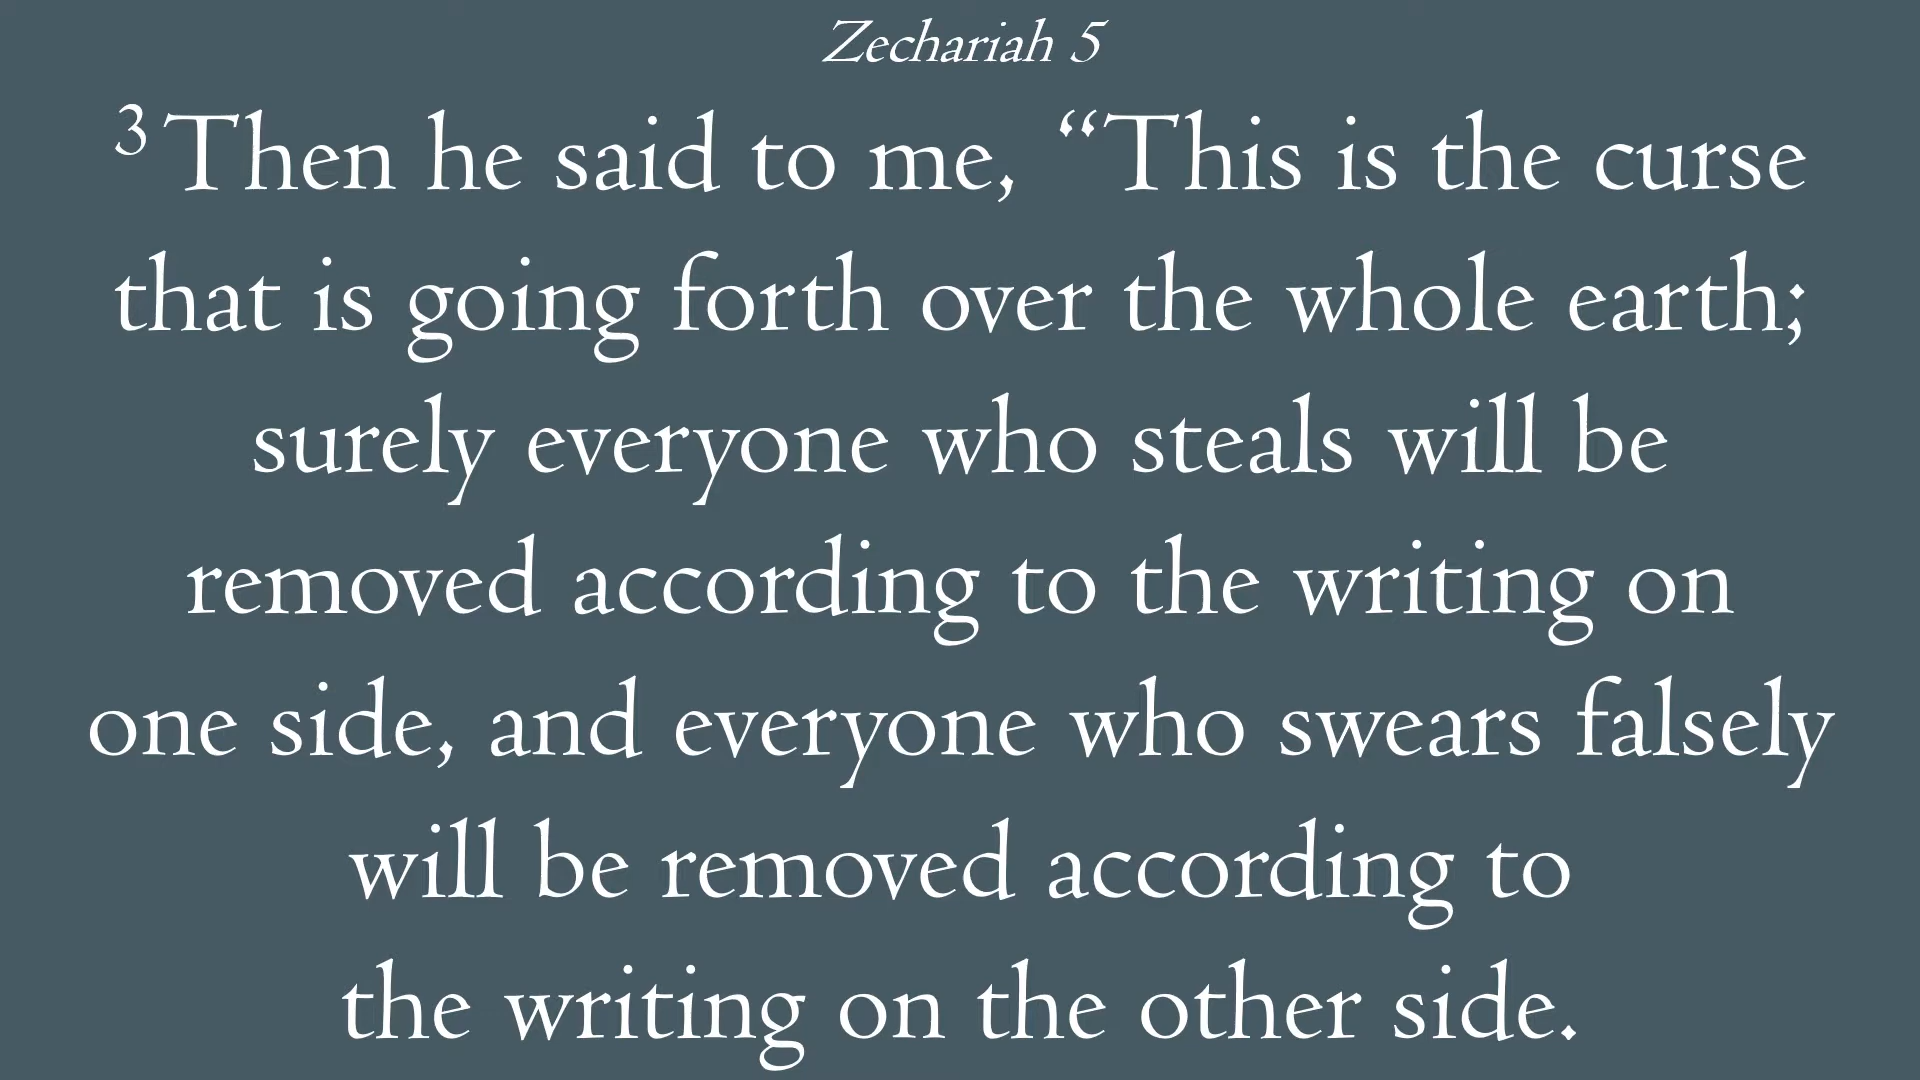 Zechariah 5
3 Then he said to me, “This is the curse
that is going forth over the whole earth;
surely everyone who steals will be
removed according to the writing on
one side, and everyone who swears falsely
will be removed according to
the writing on the other side.